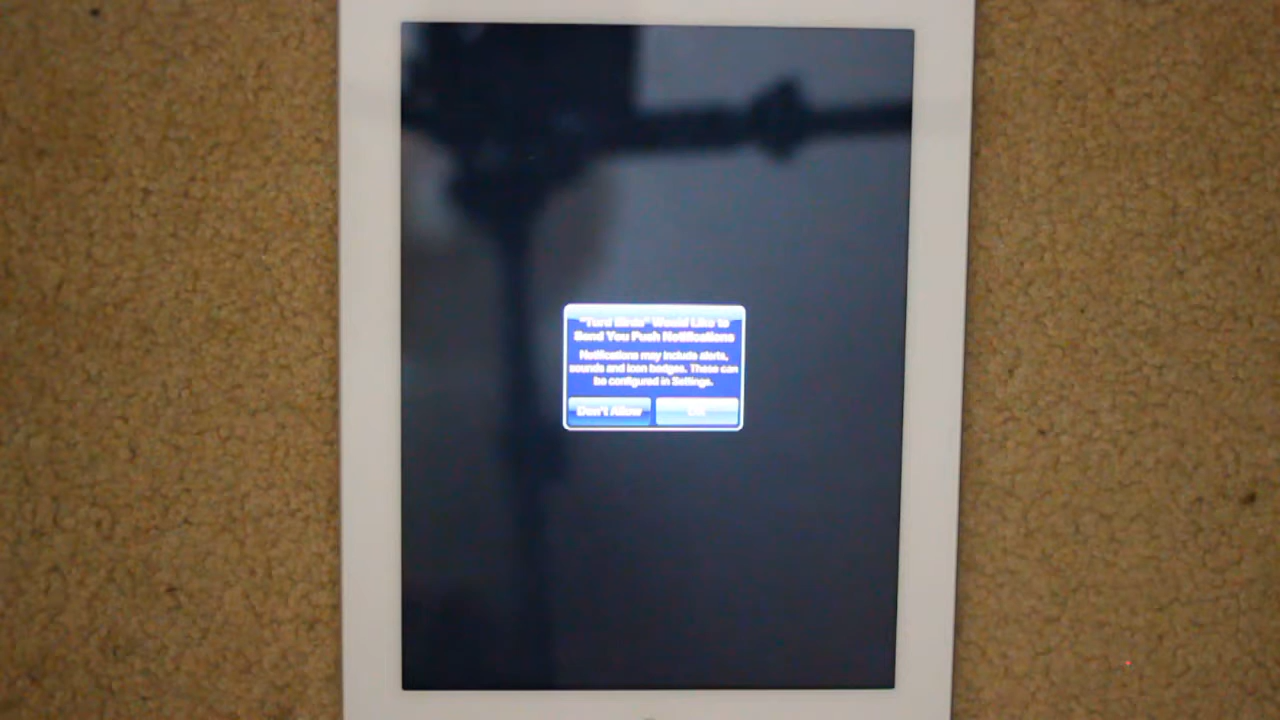 "Turd Birds" Would Like to
Send You Push Notifications
Notifications may include alerts,
sounds and icon badges. These can
be configured in Settings.
Don't Allow
OK